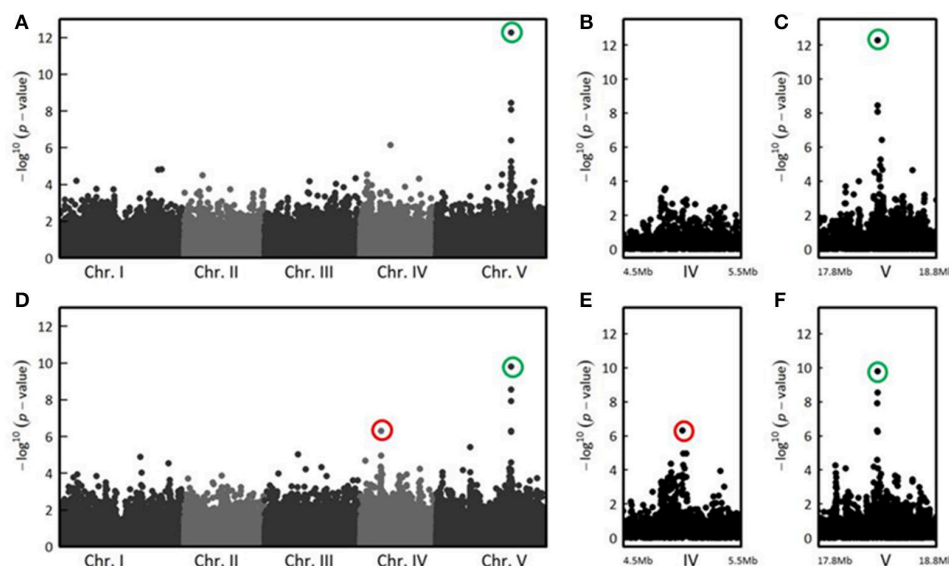 A
B
C
− log¹⁰ (p − value)
12
10
8
6
4
2
0
Chr. I Chr. II Chr. III Chr. IV Chr. V
− log¹⁰ (p − value)
12
10
8
6
4
2
0
4.5Mb IV 5.5Mb
− log¹⁰ (p − value)
12
10
8
6
4
2
0
17.8Mb V 18.8M
D
E
F
− log¹⁰ (p − value)
12
10
8
6
4
2
0
Chr. I Chr. II Chr. III Chr. IV Chr. V
− log¹⁰ (p − value)
12
10
8
6
4
2
0
4.5Mb IV 5.5Mb
− log¹⁰ (p − value)
12
10
8
6
4
2
0
17.8Mb V 18.8M